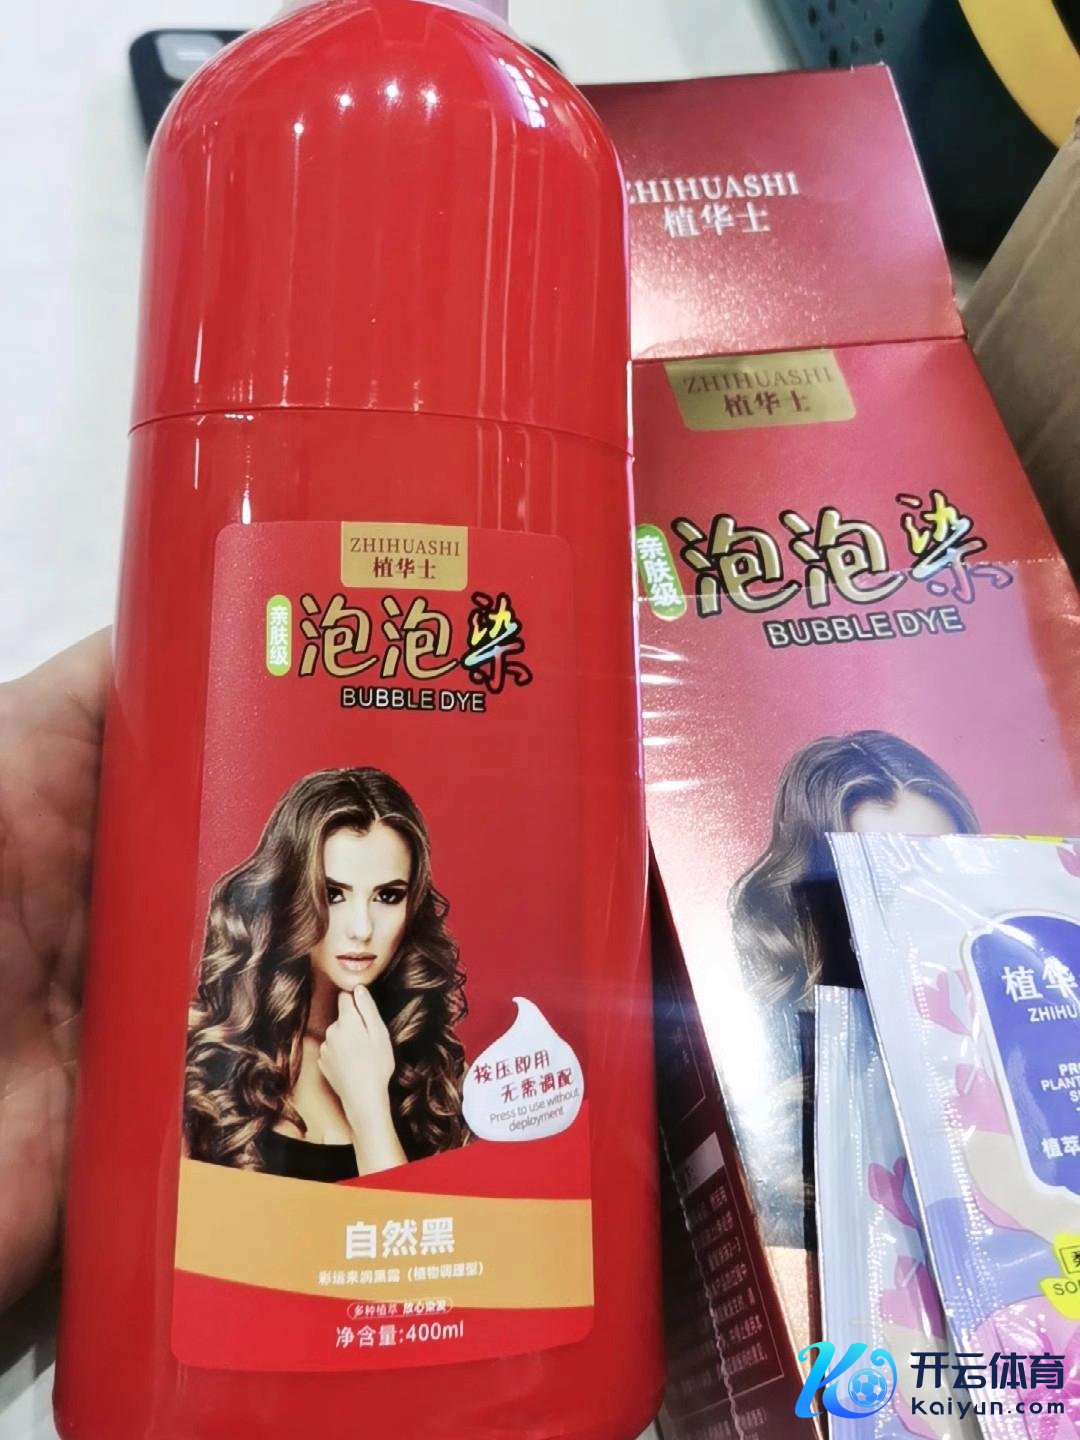 ZHIHUASHI
植华士
亲肤级
泡泡染
BUBBLE DYE
按压即用
无需调配
Press to use without
deployment
自然黑
彩运来润黑露（植物调理型）
多种植萃 放心染发
净含量:400ml
ZHIHUASHI
植华士
ZHIHUASHI
植华士
亲肤级
泡泡染
BUBBLE DYE
植华
ZHIHU
PLANT
植萃
开云体育
kaiyun.com